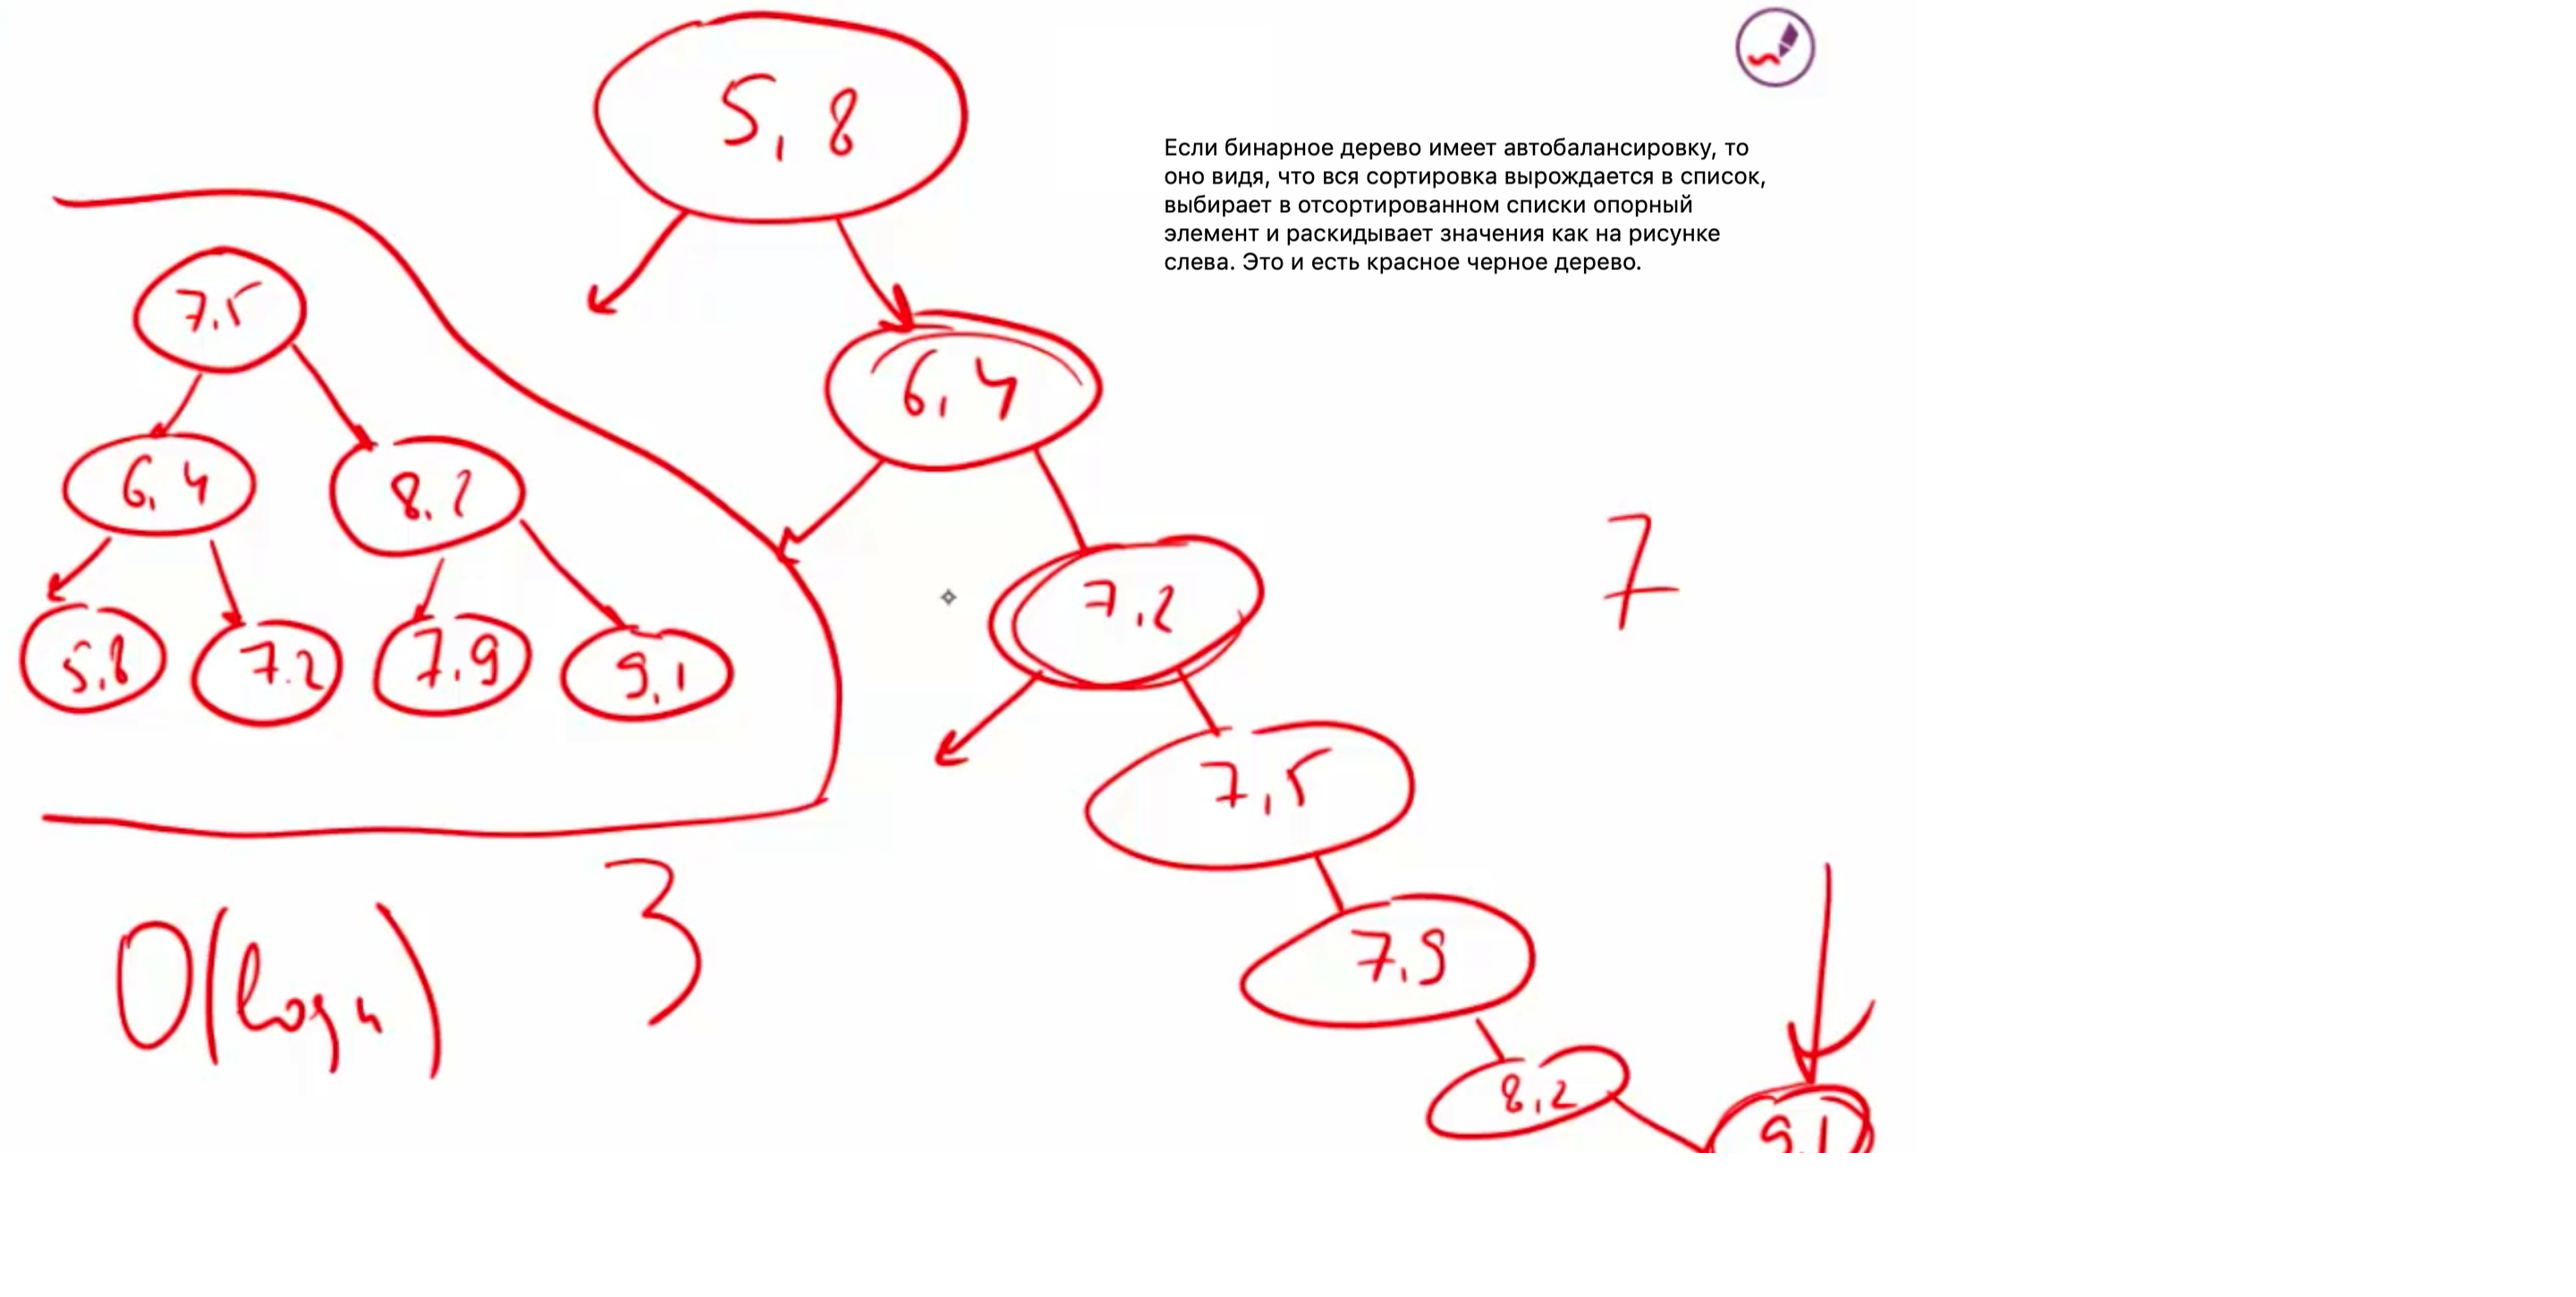 5,8
Если бинарное дерево имеет автобалансировку, то
оно видя, что вся сортировка вырождается в список,
выбирает в отсортированном списки опорный
элемент и раскидывает значения как на рисунке
слева. Это и есть красное черное дерево.
7,5
6,4
8,2
5,8
7.2
7,9
9,1
6,4
7,2
7
7,5
7,9
8,2
9,1
O(log n)
3